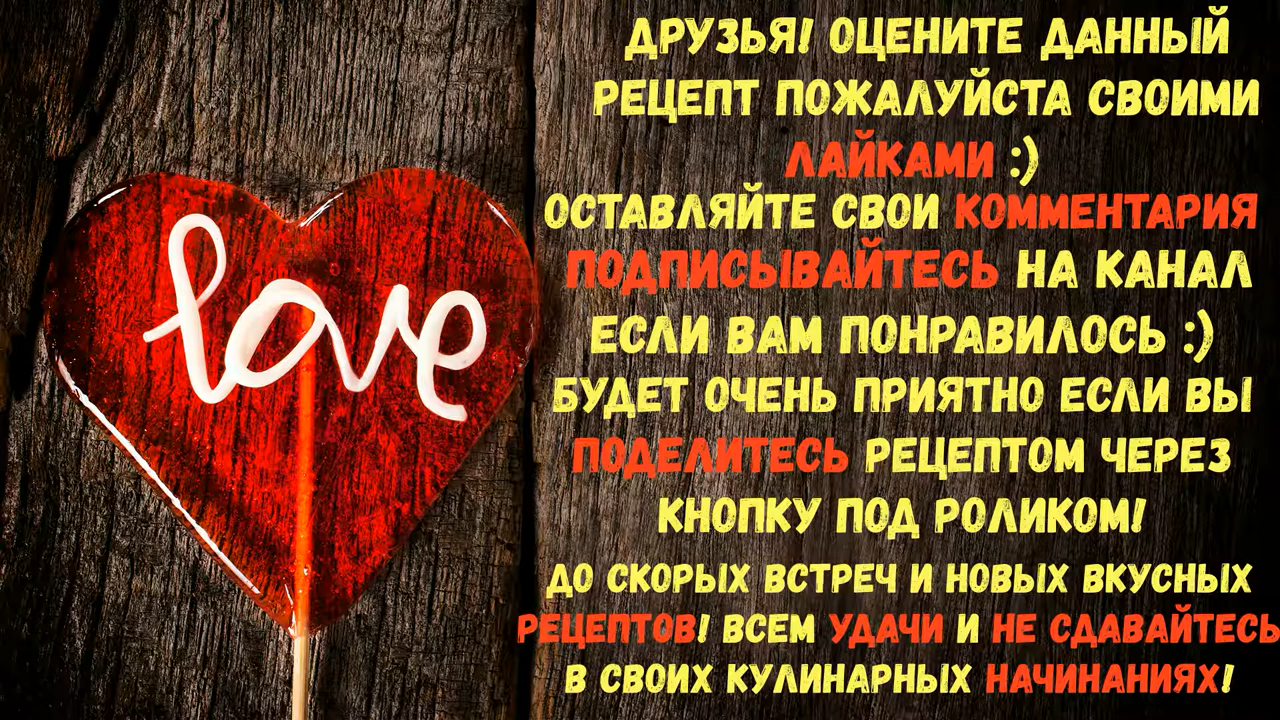 love
ДРУЗЬЯ! ОЦЕНИТЕ ДАННЫЙ
РЕЦЕПТ ПОЖАЛУЙСТА СВОИМИ
ЛАЙКАМИ :)
ОСТАВЛЯЙТЕ СВОИ КОММЕНТАРИЯ
ПОДПИСЫВАЙТЕСЬ НА КАНАЛ
ЕСЛИ ВАМ ПОНРАВИЛОСЬ :)
БУДЕТ ОЧЕНЬ ПРИЯТНО ЕСЛИ ВЫ
ПОДЕЛИТЕСЬ РЕЦЕПТОМ ЧЕРЕЗ
КНОПКУ ПОД РОЛИКОМ!
ДО СКОРЫХ ВСТРЕЧ И НОВЫХ ВКУСНЫХ
РЕЦЕПТОВ! ВСЕМ УДАЧИ И НЕ СДАВАЙТЕСЬ
В СВОИХ КУЛИНАРНЫХ НАЧИНАНИЯХ!